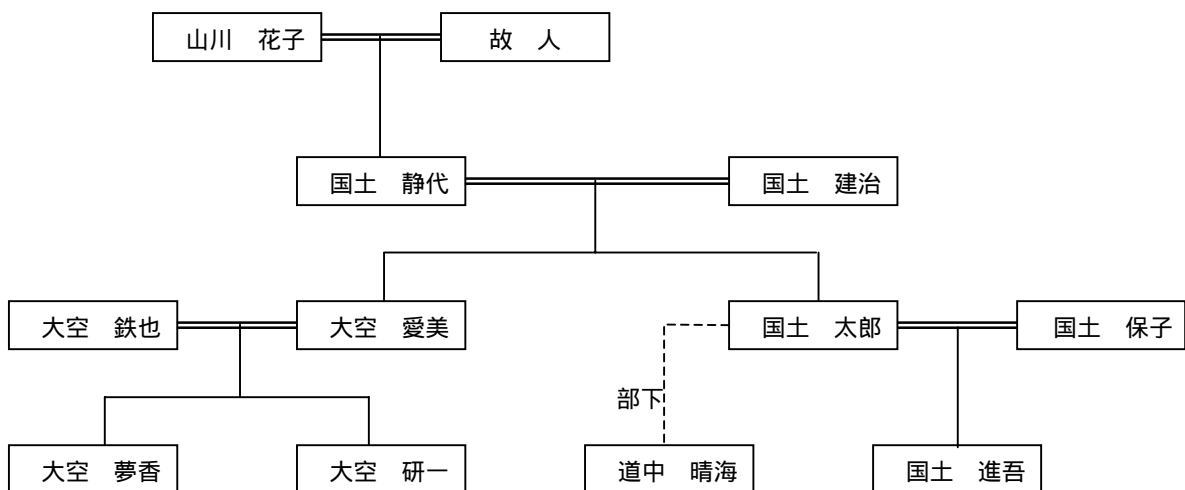 山川　花子
故　人
国土　静代
国土　建治
大空　鉄也
大空　愛美
国土　太郎
国土　保子
部下
大空　夢香
大空　研一
道中　晴海
国土　進吾